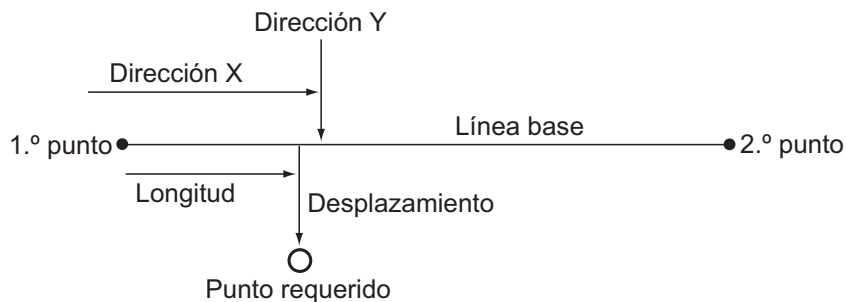 Dirección Y
Dirección X
Línea base
1.º punto
2.º punto
Longitud
Desplazamiento
Punto requerido